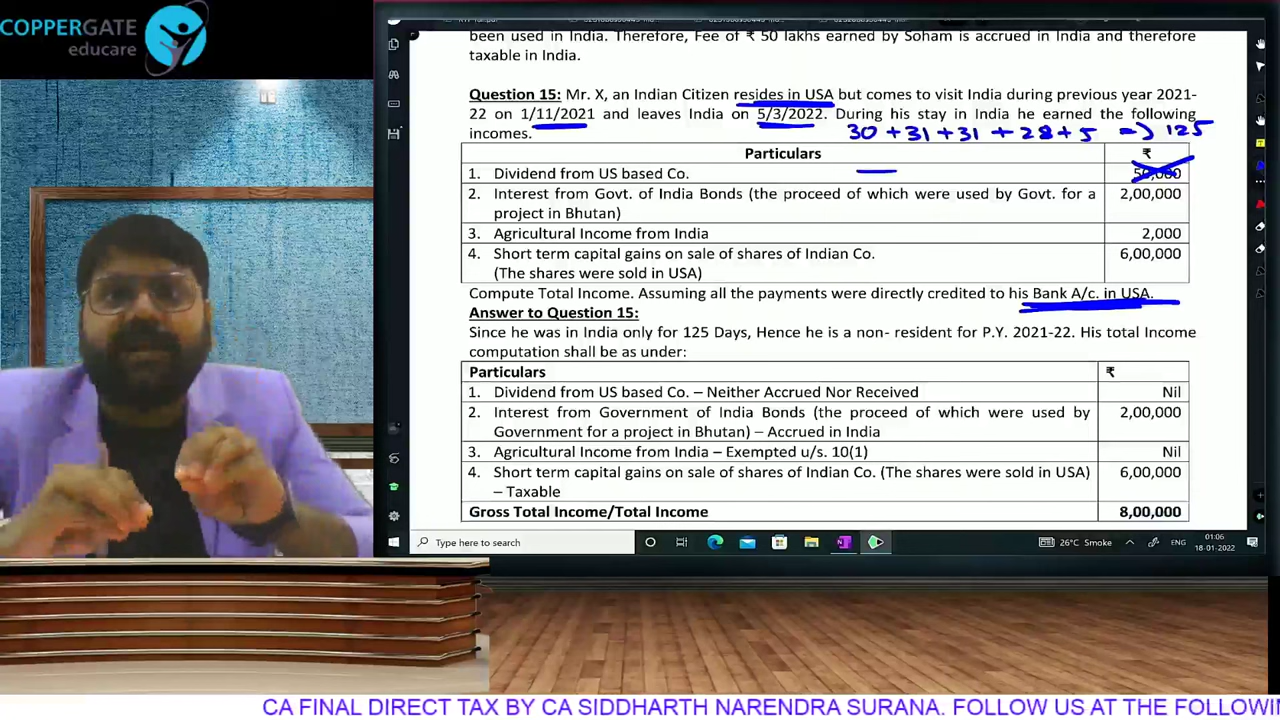 COPPERGATE
educare
been used in India. Therefore, Fee of ₹ 50 lakhs earned by Soham is accrued in India and therefore
taxable in India.
Question 15: Mr. X, an Indian Citizen resides in USA but comes to visit India during previous year 2021-
22 on 1/11/2021 and leaves India on 5/3/2022. During his stay in India he earned the following
incomes.
30 + 31 + 31 + 28 + 5 => 125
Particulars ₹
1. Dividend from US based Co. 50,000
2. Interest from Govt. of India Bonds (the proceed of which were used by Govt. for a 2,00,000
project in Bhutan)
3. Agricultural Income from India 2,000
4. Short term capital gains on sale of shares of Indian Co. 6,00,000
(The shares were sold in USA)
Compute Total Income. Assuming all the payments were directly credited to his Bank A/c. in USA.
Answer to Question 15:
Since he was in India only for 125 Days, Hence he is a non- resident for P.Y. 2021-22. His total Income
computation shall be as under:
Particulars ₹
1. Dividend from US based Co. – Neither Accrued Nor Received Nil
2. Interest from Government of India Bonds (the proceed of which were used by 2,00,000
Government for a project in Bhutan) – Accrued in India
3. Agricultural Income from India – Exempted u/s. 10(1) Nil
4. Short term capital gains on sale of shares of Indian Co. (The shares were sold in USA) 6,00,000
– Taxable
Gross Total Income/Total Income 8,00,000
Type here to search
26°C Smoke
ENG
01:06
18-01-2022
CA FINAL DIRECT TAX BY CA SIDDHARTH NARENDRA SURANA. FOLLOW US AT THE FOLLOWI